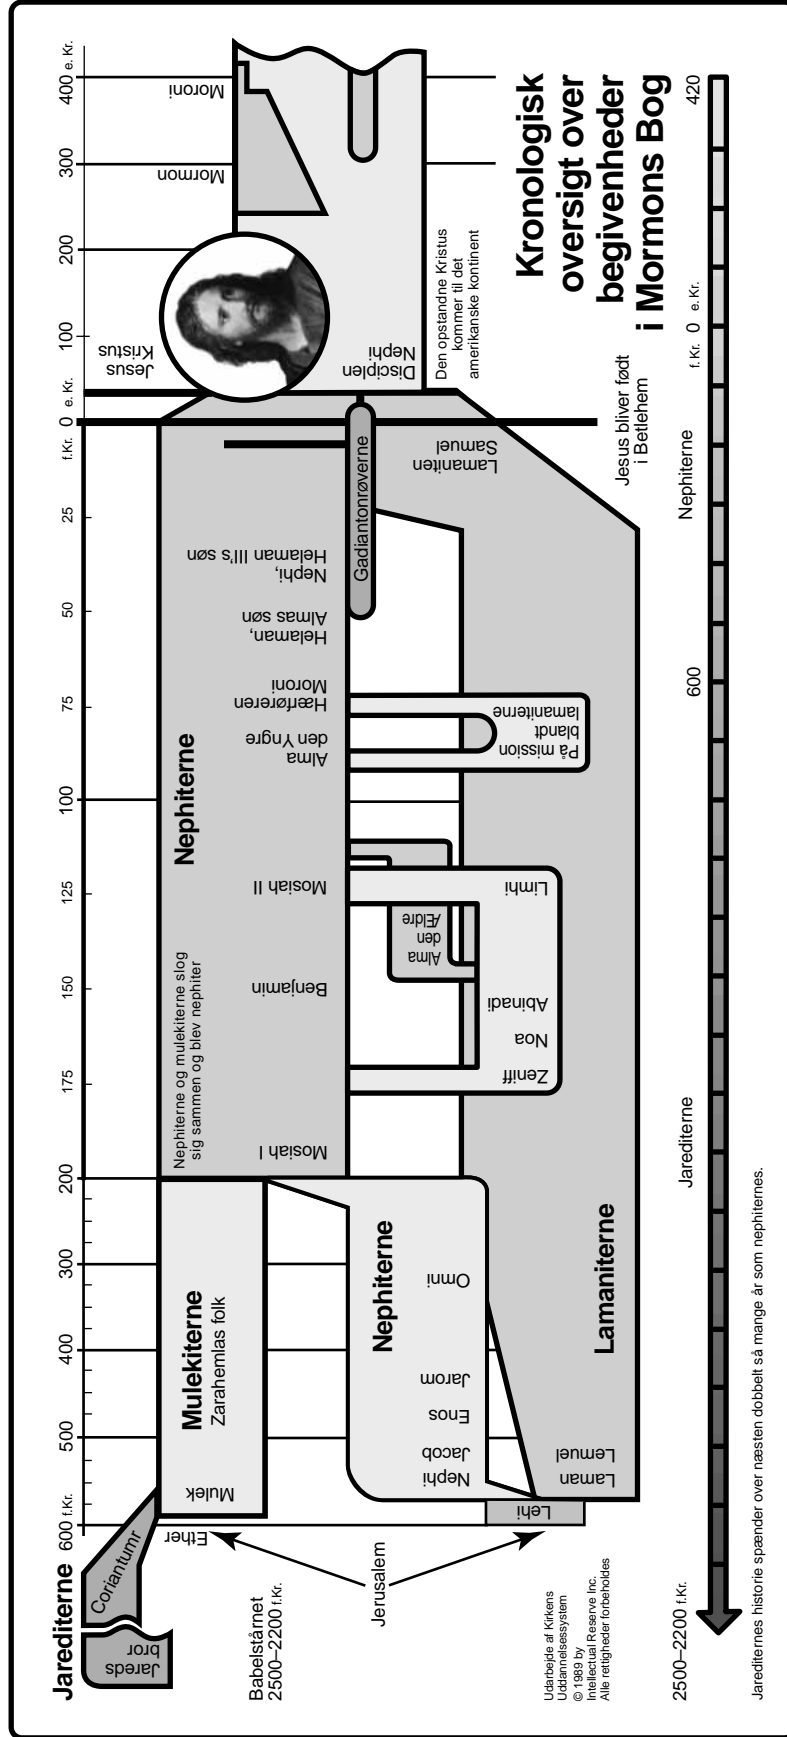 Kronologisk
oversigt over
begivenheder
i Mormons Bog
Jarediterne
600 f.Kr.
500
400
300
200
175
150
125
100
75
50
25
f.Kr.
0
e. Kr.
100
200
300
400 e. Kr.
Jareds
bror
Coriantumr
Ether
Babelstårnet
2500–2200 f.Kr.
Jerusalem
Mulek
Mulekiterne
Zarahemlas folk
Lehi
Nephi
Jacob
Enos
Jarom
Omni
Nephiterne
Laman
Lemuel
Lamaniterne
Nephiterne og mulekiterne slog
sig sammen og blev nephiter
Nephiterne
Mosiah I
Benjamin
Mosiah II
Zeniff
Noa
Abinadi
Limhi
Alma
den
Ældre
Alma
den Yngre
Hærføreren
Moroni
På mission
blandt
lamaniterne
Helaman,
Almas søn
Nephi,
Helaman III's søn
Gadiantonrøverne
Lamaniten
Samuel
Jesus bliver født
i Betlehem
Jesus
Kristus
Disciplen
Nephi
Den opstandne Kristus
kommer til det
amerikanske kontinent
Mormon
Moroni
Udarbejde af Kirkens
Uddannelsessystem
© 1989 by
Intellectual Reserve Inc.
Alle rettigheder forbeholdes
2500–2200 f.Kr.
Jarediterne
600
Nephiterne
f. Kr. 0 e. Kr.
420
Jarediternes historie spænder over næsten dobbelt så mange år som nephiternes.